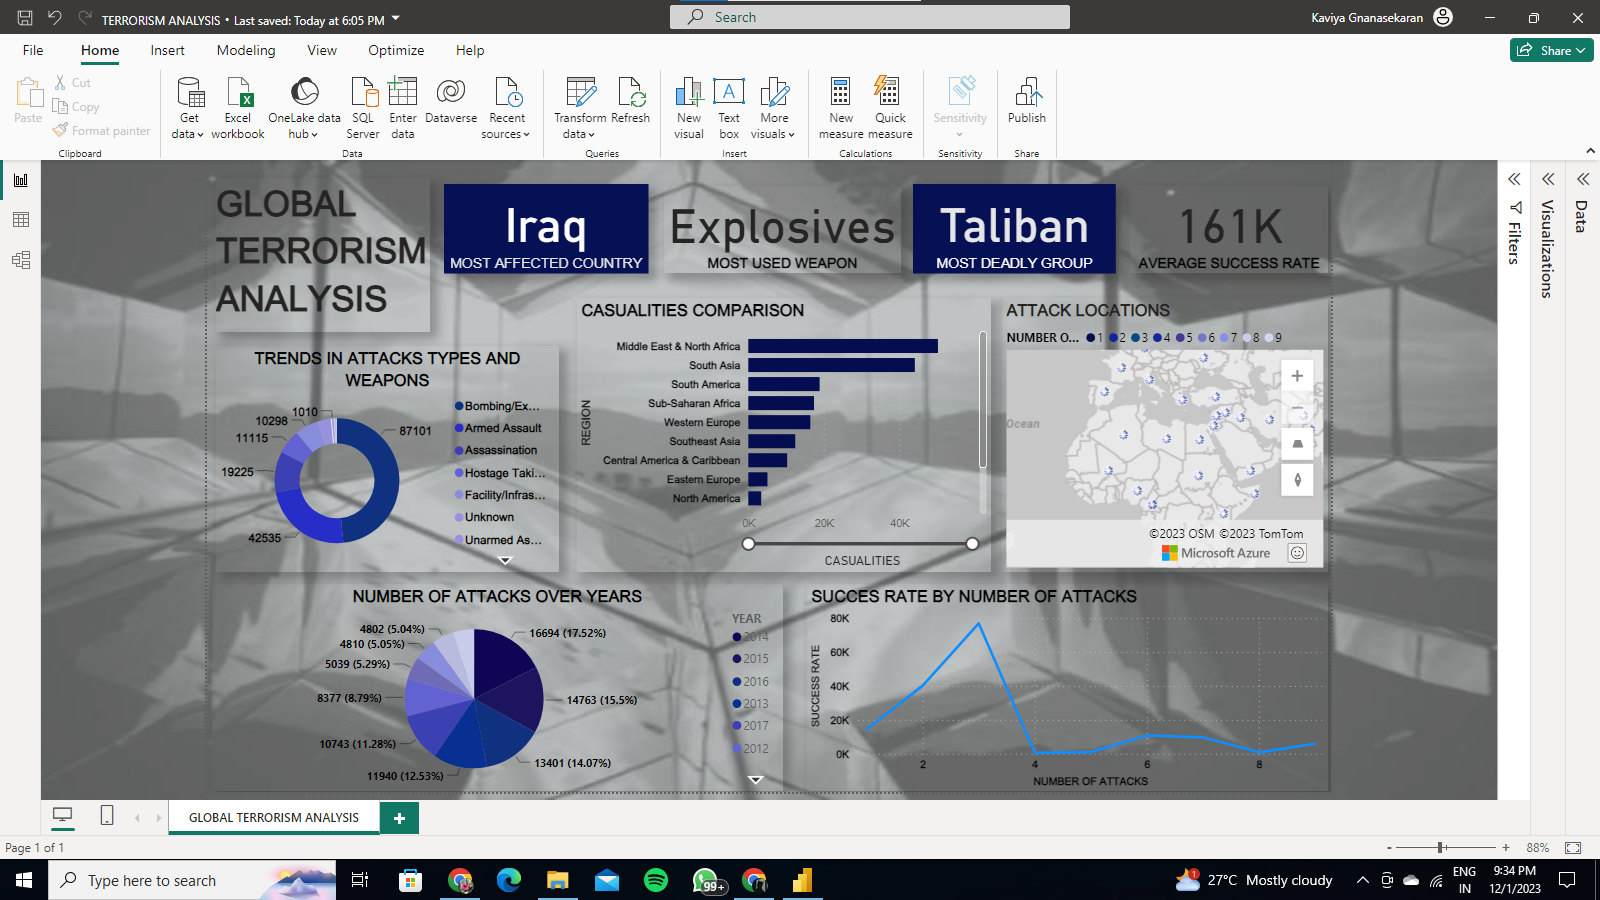 TERRORISM ANALYSIS • Last saved: Today at 6:05 PM
Search
Kaviya Gnanasekaran
File Home Insert Modeling View Optimize Help
Share
Paste
Cut
Copy
Format painter
Clipboard
Get data
Excel workbook
OneLake data hub
SQL Server
Enter data
Dataverse
Recent sources
Data
Transform data
Refresh
Queries
New visual
Text box
More visuals
Insert
New measure
Quick measure
Calculations
Sensitivity
Sensitivity
Publish
Share
GLOBAL
TERRORISM
ANALYSIS
Iraq
MOST AFFECTED COUNTRY
Explosives
MOST USED WEAPON
Taliban
MOST DEADLY GROUP
161K
AVERAGE SUCCESS RATE
Filters
Visualizations
Data
TRENDS IN ATTACKS TYPES AND
WEAPONS
1010
10298
11115
19225
42535
87101
Bombing/Ex...
Armed Assault
Assassination
Hostage Taki...
Facility/Infras...
Unknown
Unarmed As...
CASUALITIES COMPARISON
REGION
Middle East & North Africa
South Asia
South America
Sub-Saharan Africa
Western Europe
Southeast Asia
Central America & Caribbean
Eastern Europe
North America
0K 20K 40K
CASUALITIES
ATTACK LOCATIONS
NUMBER O... 1 2 3 4 5 6 7 8 9
Ocean
©2023 OSM ©2023 TomTom
Microsoft Azure
NUMBER OF ATTACKS OVER YEARS
4802 (5.04%)
4810 (5.05%)
5039 (5.29%)
8377 (8.79%)
10743 (11.28%)
11940 (12.53%)
16694 (17.52%)
14763 (15.5%)
13401 (14.07%)
YEAR
2014
2015
2016
2013
2017
2012
SUCCES RATE BY NUMBER OF ATTACKS
SUCCESS RATE
80K
60K
40K
20K
0K
2 4 6 8
NUMBER OF ATTACKS
GLOBAL TERRORISM ANALYSIS
Page 1 of 1
88%
Type here to search
99+
1
27°C Mostly cloudy
ENG
IN
9:34 PM
12/1/2023